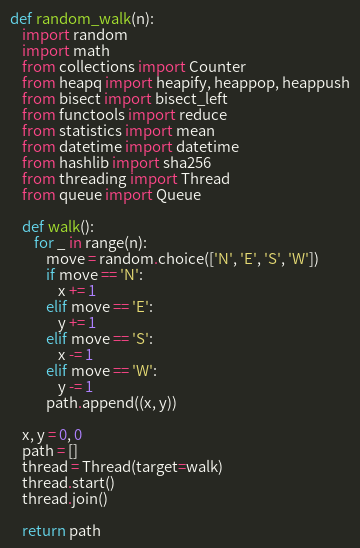 def random_walk(n):
    import random
    import math
    from collections import Counter
    from heapq import heapify, heappop, heappush
    from bisect import bisect_left
    from functools import reduce
    from statistics import mean
    from datetime import datetime
    from hashlib import sha256
    from threading import Thread
    from queue import Queue

    def walk():
        for _ in range(n):
            move = random.choice(['N', 'E', 'S', 'W'])
            if move == 'N':
                x += 1
            elif move == 'E':
                y += 1
            elif move == 'S':
                x -= 1
            elif move == 'W':
                y -= 1
            path.append((x, y))

    x, y = 0, 0
    path = []
    thread = Thread(target=walk)
    thread.start()
    thread.join()

    return path